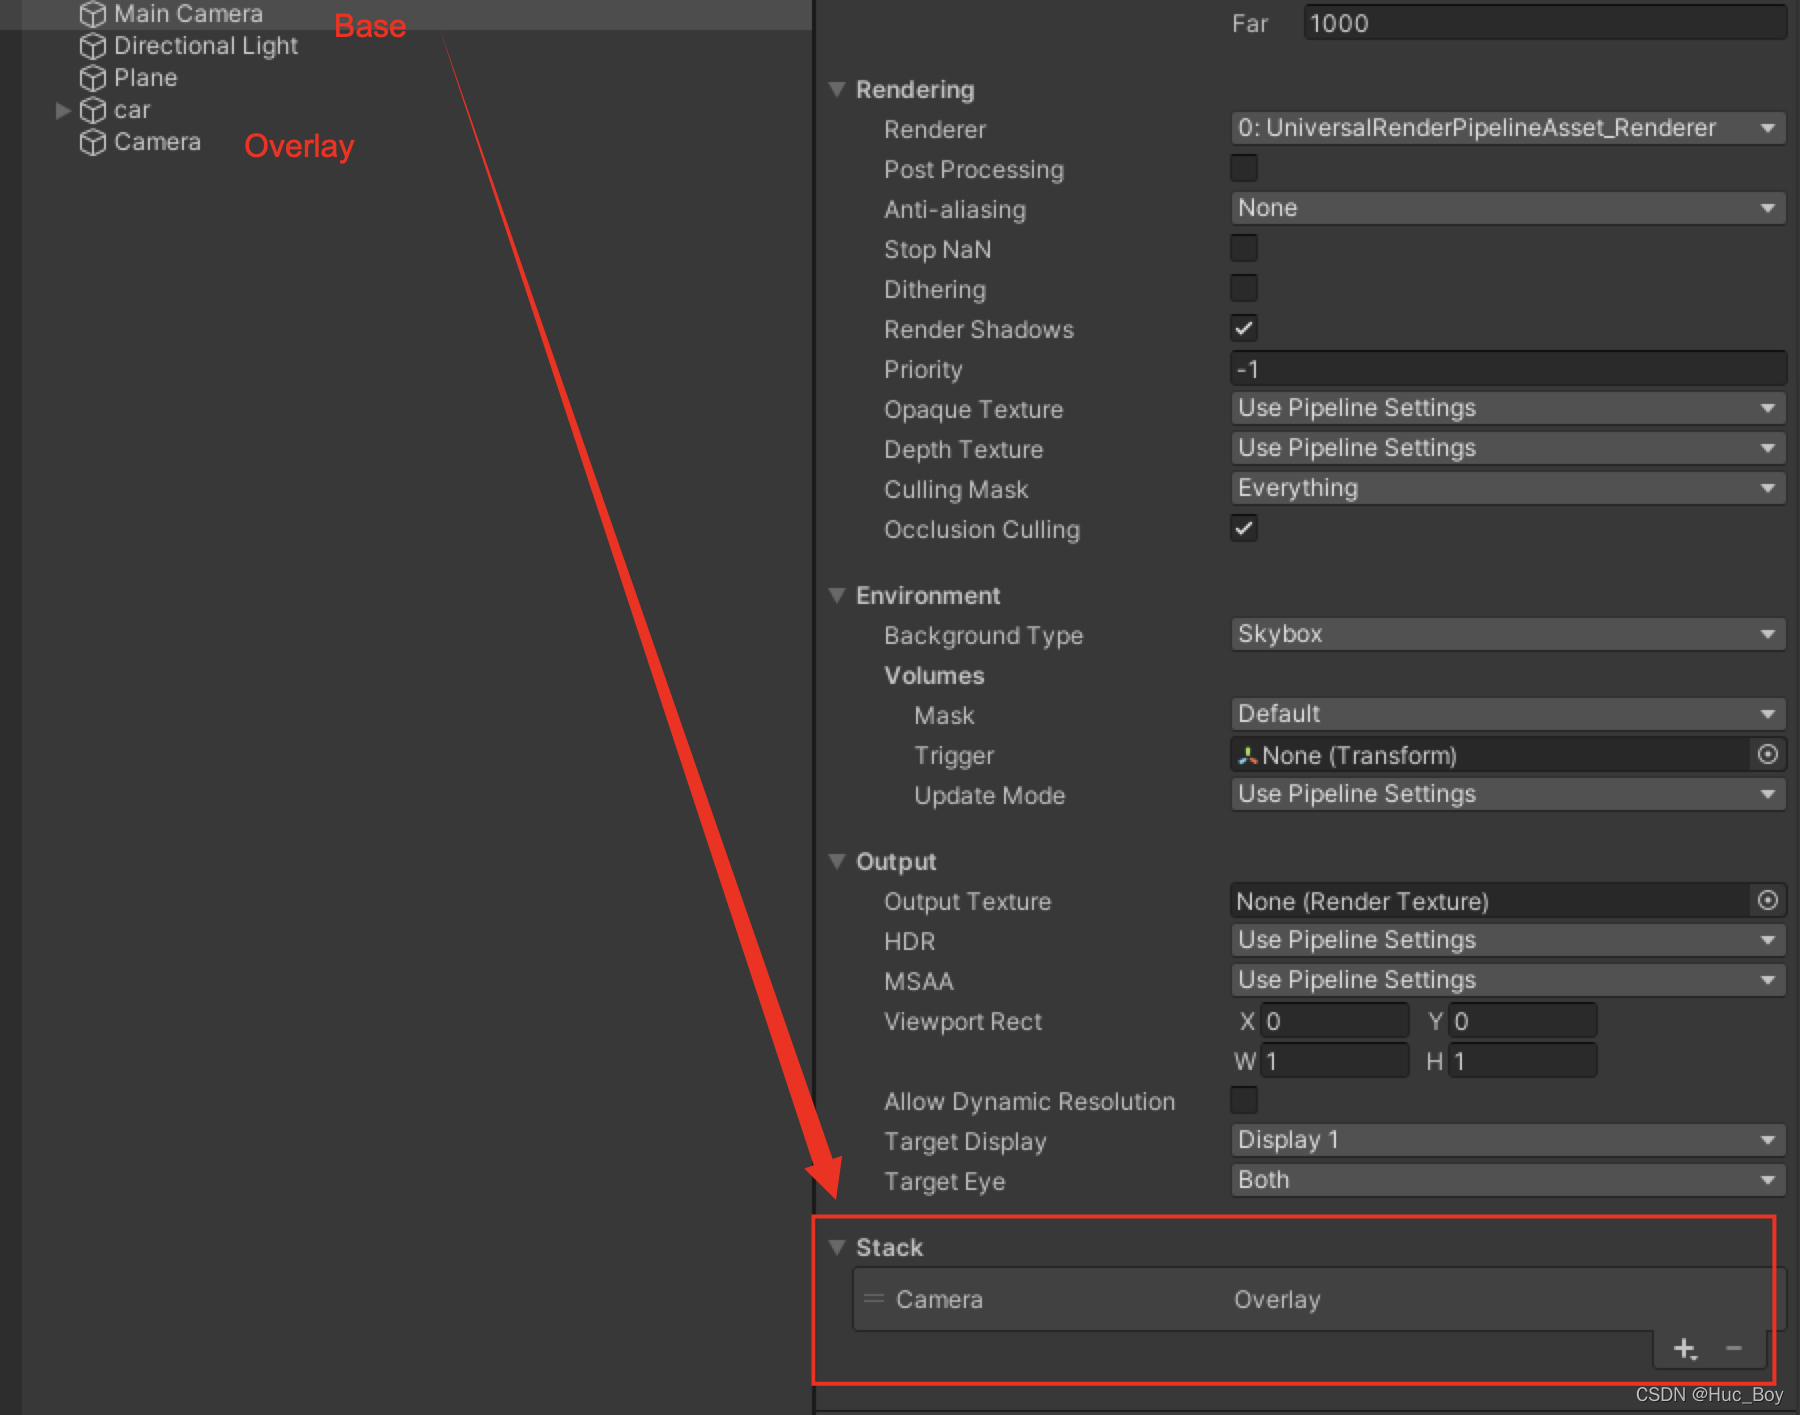 Main Camera
Base
Directional Light
Plane
car
Camera
Overlay
Far 1000
Rendering
Renderer 0: UniversalRenderPipelineAsset_Renderer
Post Processing
Anti-aliasing None
Stop NaN
Dithering
Render Shadows
Priority -1
Opaque Texture Use Pipeline Settings
Depth Texture Use Pipeline Settings
Culling Mask Everything
Occlusion Culling
Environment
Background Type Skybox
Volumes
Mask Default
Trigger None (Transform)
Update Mode Use Pipeline Settings
Output
Output Texture None (Render Texture)
HDR Use Pipeline Settings
MSAA Use Pipeline Settings
Viewport Rect X 0 Y 0
W 1 H 1
Allow Dynamic Resolution
Target Display Display 1
Target Eye Both
Stack
Camera Overlay
CSDN @Huc_Boy